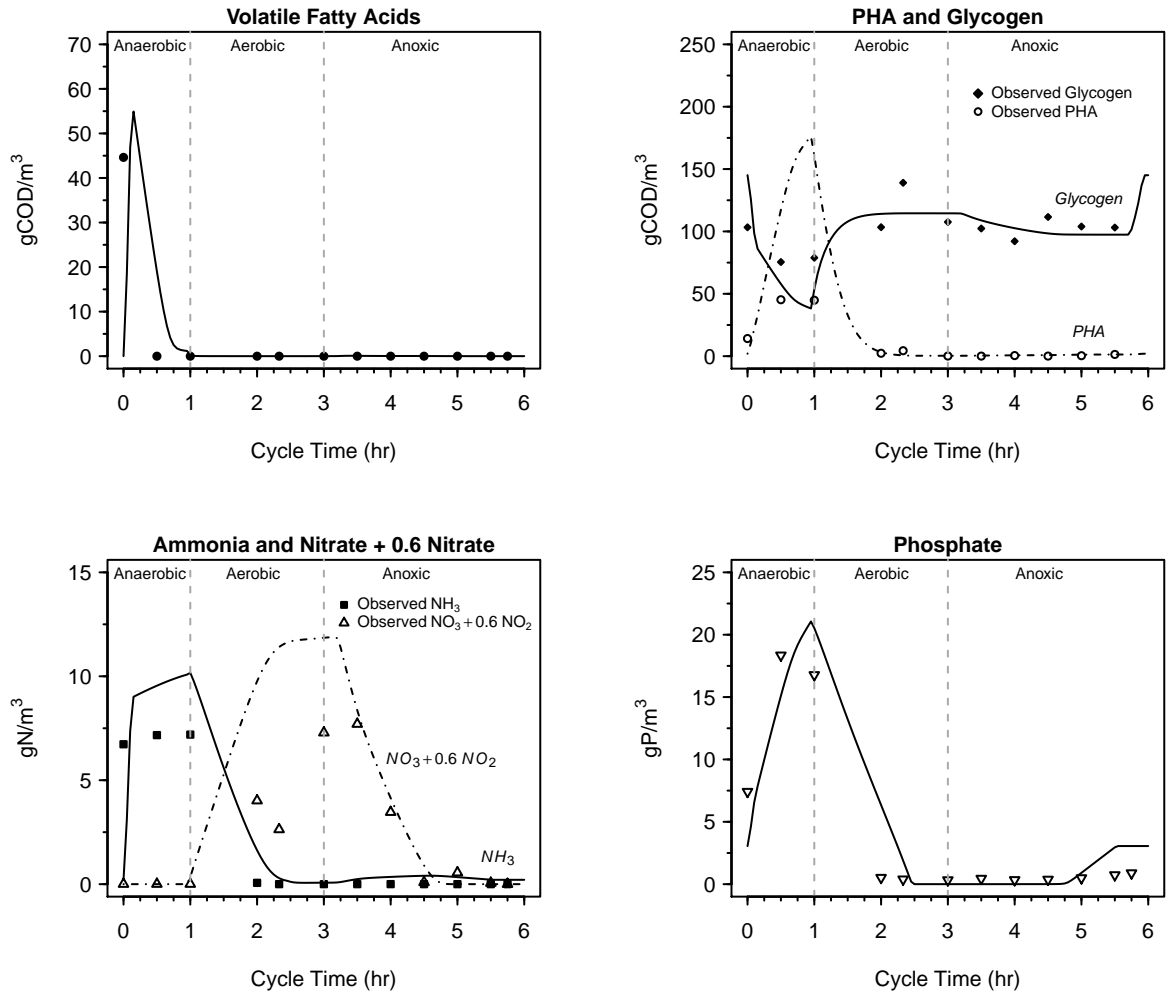 Volatile Fatty Acids
Anaerobic Aerobic Anoxic
70
60
50
40
30
20
10
0
gCOD/m³
0 1 2 3 4 5 6
Cycle Time (hr)
PHA and Glycogen
Anaerobic Aerobic Anoxic
Observed Glycogen
Observed PHA
250
200
150
100
50
0
gCOD/m³
Glycogen
PHA
0 1 2 3 4 5 6
Cycle Time (hr)
Ammonia and Nitrate + 0.6 Nitrate
Anaerobic Aerobic Anoxic
Observed NH₃
Observed NO₃+0.6 NO₂
15
10
5
0
gN/m³
NO₃+0.6 NO₂
NH₃
0 1 2 3 4 5 6
Cycle Time (hr)
Phosphate
Anaerobic Aerobic Anoxic
25
20
15
10
5
0
gP/m³
0 1 2 3 4 5 6
Cycle Time (hr)